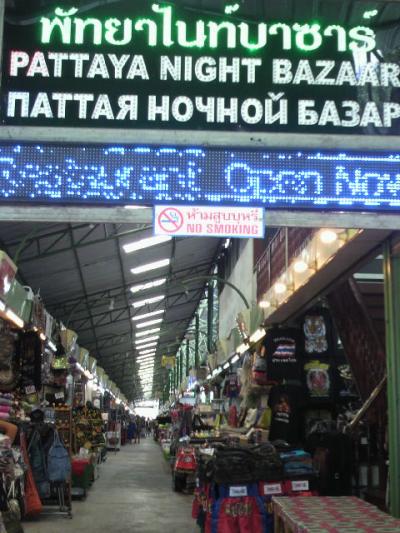 พัทยาไนท์บาซาร์
PATTAYA NIGHT BAZAAR
ПАТТАЯ НОЧНОЙ БАЗАР
Restaurant Open Now
ห้ามสูบบุหรี่
NO SMOKING